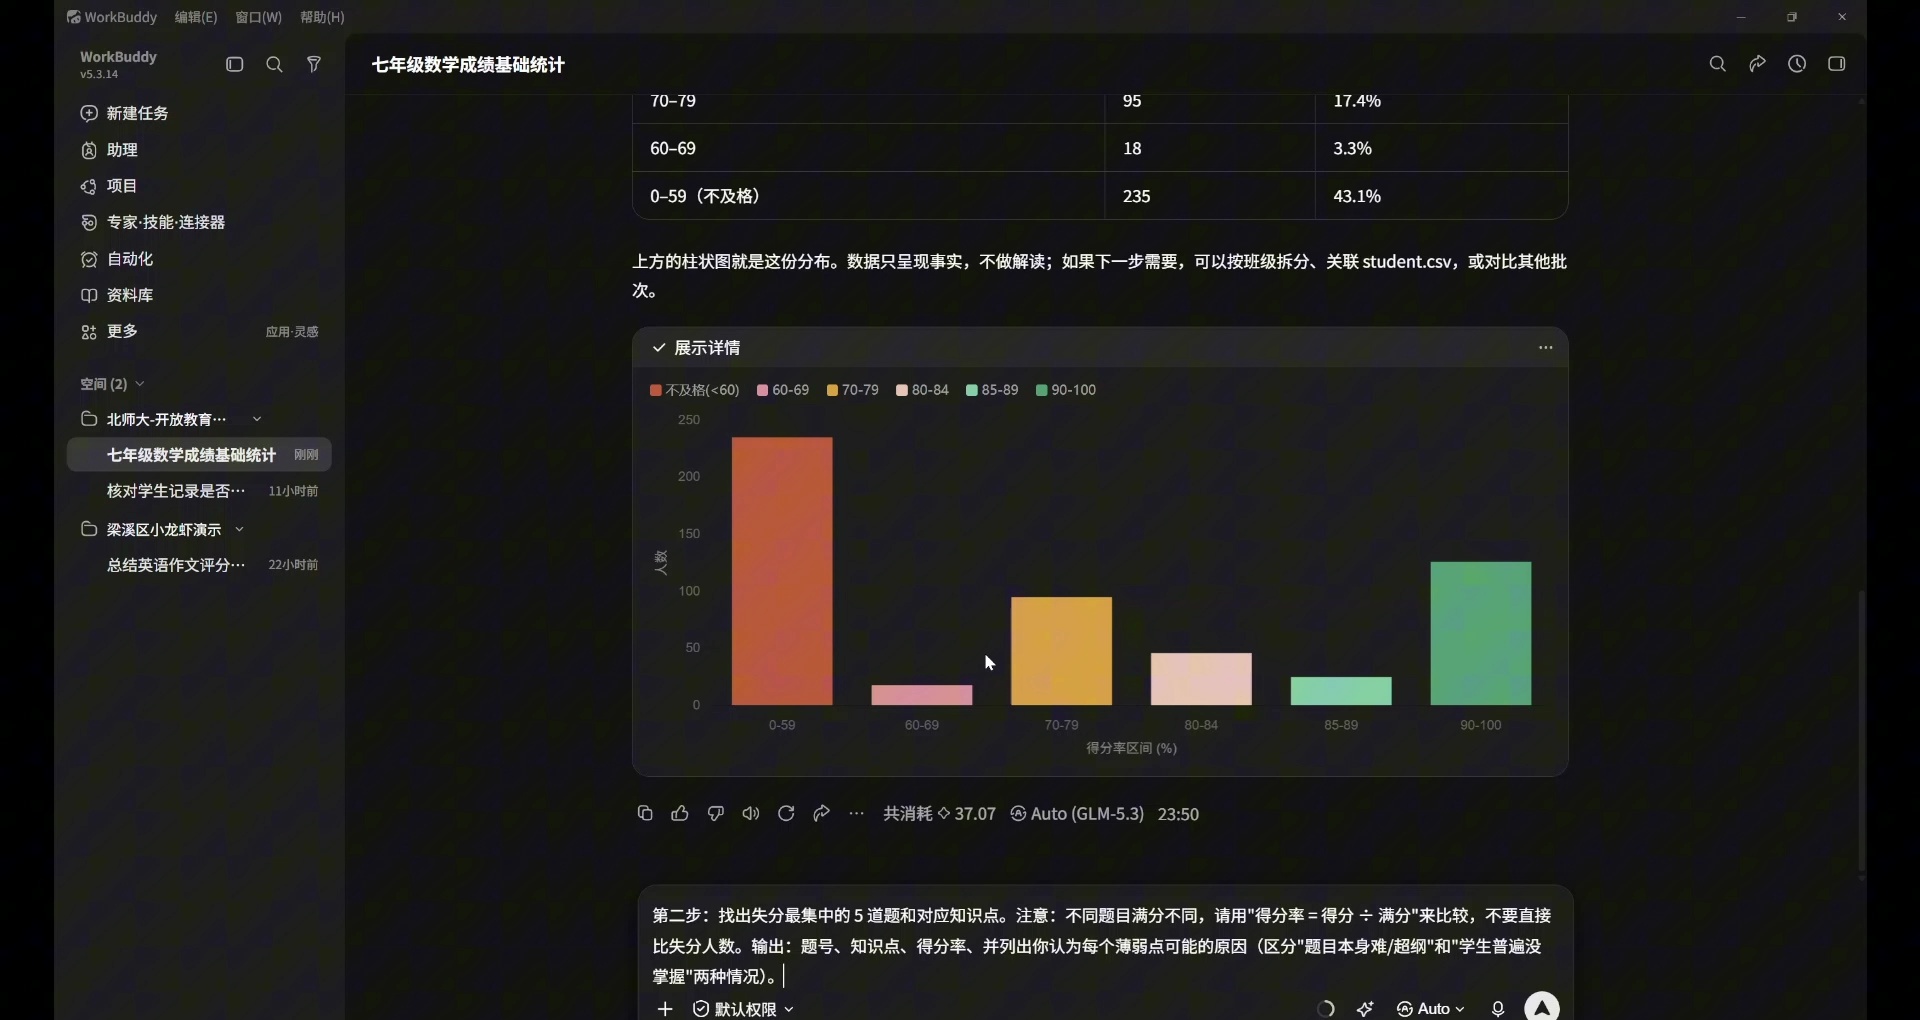 WorkBuddy 编辑(E) 窗口(W) 帮助(H)
WorkBuddy
v5.3.14
新建任务
助理
项目
专家·技能·连接器
自动化
资料库
更多 应用·灵感
空间 (2)
北师大-开放教育…
七年级数学成绩基础统计 刚刚
核对学生记录是否… 11小时前
梁溪区小龙虾演示
总结英语作文评分… 22小时前
七年级数学成绩基础统计
70–79 95 17.4%
60–69 18 3.3%
0–59（不及格） 235 43.1%
上方的柱状图就是这份分布。数据只呈现事实，不做解读；如果下一步需要，可以按班级拆分、关联 student.csv，或对比其他批
次。
展示详情
不及格(<60) 60-69 70-79 80-84 85-89 90-100
250
200
150
100
50
0
人数
0-59 60-69 70-79 80-84 85-89 90-100
得分率区间 (%)
共消耗 37.07 Auto (GLM-5.3) 23:50
第二步：找出失分最集中的 5 道题和对应知识点。注意：不同题目满分不同，请用"得分率 = 得分 ÷ 满分"来比较，不要直接
比失分人数。输出：题号、知识点、得分率、并列出你认为每个薄弱点可能的原因（区分"题目本身难/超纲"和"学生普遍没
掌握"两种情况）。
默认权限 Auto